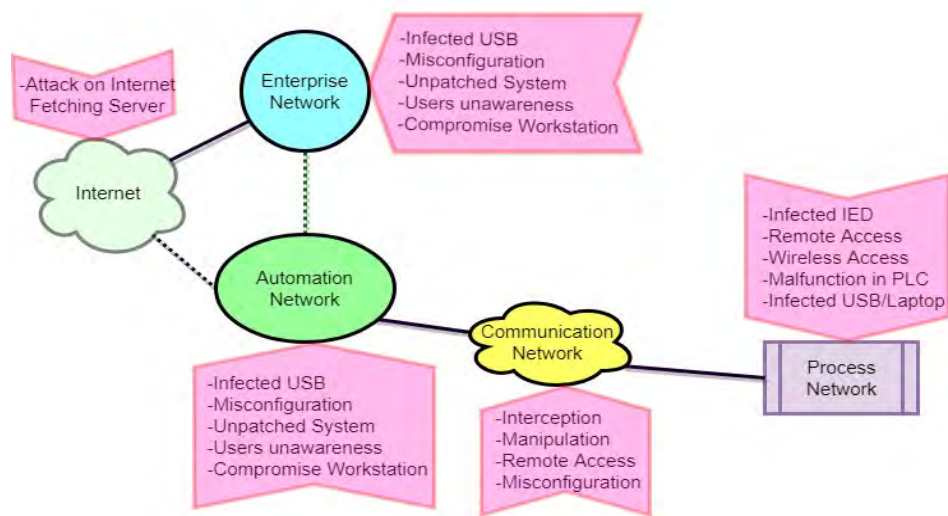 -Attack on Internet
Fetching Server
Enterprise
Network
-Infected USB
-Misconfiguration
-Unpatched System
-Users unawareness
-Compromise Workstation
Internet
Automation
Network
-Infected USB
-Misconfiguration
-Unpatched System
-Users unawareness
-Compromise Workstation
Communication
Network
-Interception
-Manipulation
-Remote Access
-Misconfiguration
-Infected IED
-Remote Access
-Wireless Access
-Malfunction in PLC
-Infected USB/Laptop
Process
Network